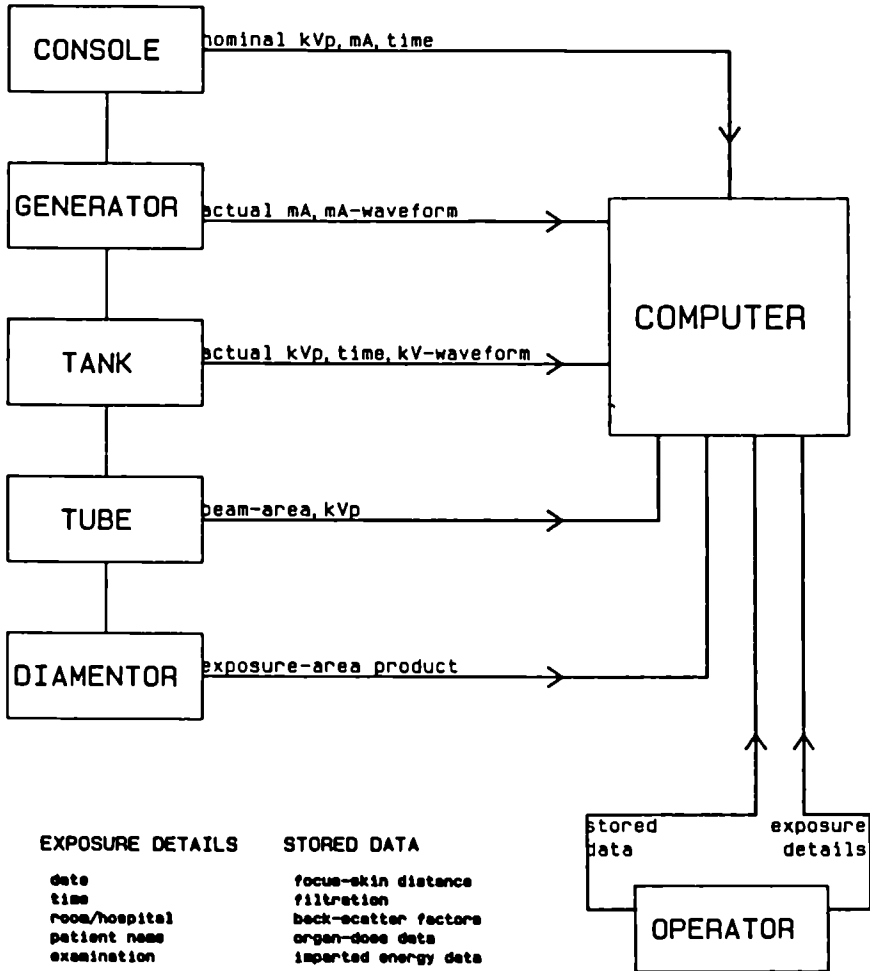 CONSOLE
nominal kVp, mA, time
GENERATOR
actual mA, mA-waveform
COMPUTER
TANK
actual kVp, time, kV-waveform
TUBE
beam-area, kVp
DIAMENTOR
exposure-area product
stored data
exposure details
OPERATOR
EXPOSURE DETAILS
date
time
room/hospital
patient name
examination
STORED DATA
focus-skin distance
filtration
back-scatter factors
organ-dose data
imparted energy data